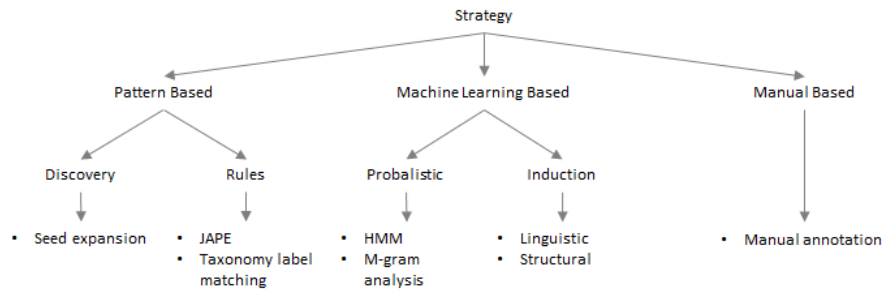 Strategy
Pattern Based
Machine Learning Based
Manual Based
Discovery
Rules
Probalistic
Induction
• Seed expansion
• JAPE
• Taxonomy label
matching
• HMM
• M-gram
analysis
• Linguistic
• Structural
• Manual annotation